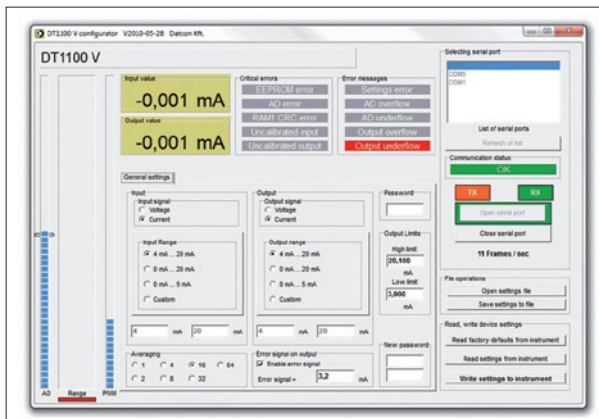 DT1100 V configurator V2010-05-28 Datcon Kft.
DT1100 V
Input value
-0,001 mA
Output value
-0,001 mA
Critical errors
EEPROM error
AD error
RAM1 CRC error
Uncalibrated input
Uncalibrated output
Error messages
Settings error
AD overflow
AD underflow
Output overflow
Output underflow
Selecting serial port
COM5
COM1
List of serial ports
Refresh of list
Communication status
OK
TX RX
Open serial port
Close serial port
11 Frames / sec
File operations
Open settings file
Save settings to file
Read, write device settings
Read factory defaults from instrument
Read settings from instrument
Write settings to instrument
General settings
Input
Input signal
Voltage
Current
Input Range
4 mA... 20 mA
0 mA... 20 mA
0 mA... 5 mA
Custom
4 mA 20 mA
Output
Output signal
Voltage
Current
Output range
4 mA... 20 mA
0 mA... 20 mA
0 mA... 5 mA
Custom
4 mA 20 mA
Password
Output Limits
High limit
20,100
mA
Low limit
3,900
mA
New password
Averaging
1 4 16 64
2 8 32
Error signal on output
Enable error signal
Error signal = 3,2 mA
AD Range PWM